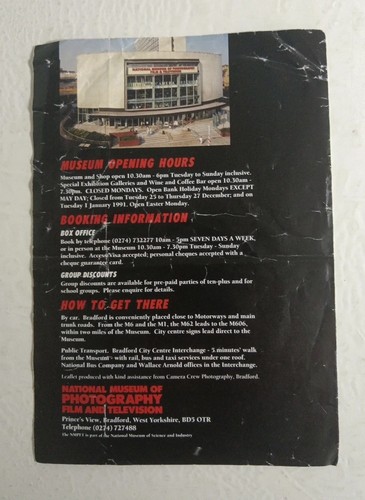 NATIONAL MUSEUM OF PHOTOGRAPHY
FILM & TELEVISION
MUSEUM OPENING HOURS
Museum and Shop open 10.30am - 6pm Tuesday to Sunday inclusive.
Special Exhibition Galleries and Wine and Coffee Bar open 10.30am -
7.30pm. CLOSED MONDAYS. Open Bank Holiday Mondays EXCEPT
MAY DAY; Closed from Tuesday 25 to Thursday 27 December; and on
Tuesday 1 January 1991. Open Easter Monday.
BOOKING INFORMATION
BOX OFFICE
Book by telephone (0274) 732277 10am - 5pm SEVEN DAYS A WEEK,
or in person at the Museum 10.30am - 7.30pm Tuesday - Sunday
inclusive. Access/Visa accepted; personal cheques accepted with a
cheque guarantee card.
GROUP DISCOUNTS
Group discounts are available for pre-paid parties of ten-plus and for
school groups. Please enquire for details.
HOW TO GET THERE
By car. Bradford is conveniently placed close to Motorways and main
trunk roads. From the M6 and the M1, the M62 leads to the M606,
within two miles of the Museum. City centre signs lead direct to the
Museum.
Public Transport. Bradford City Centre Interchange - 5 minutes' walk
from the Museum - with rail, bus and taxi services under one roof.
National Bus Company and Wallace Arnold offices in the Interchange.
Leaflet produced with kind assistance from Camera Crew Photography, Bradford.
NATIONAL MUSEUM OF
PHOTOGRAPHY
FILM AND TELEVISION
Prince's View, Bradford, West Yorkshire, BD5 OTR
Telephone (0274) 727488
The NMPFT is part of the National Museum of Science and Industry